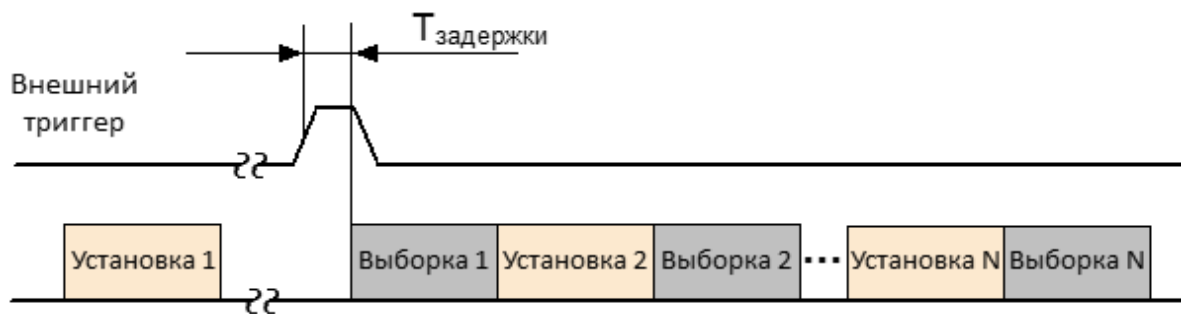 Tзадержки
Внешний
триггер
Установка 1
Выборка 1
Установка 2
Выборка 2
...
Установка N
Выборка N